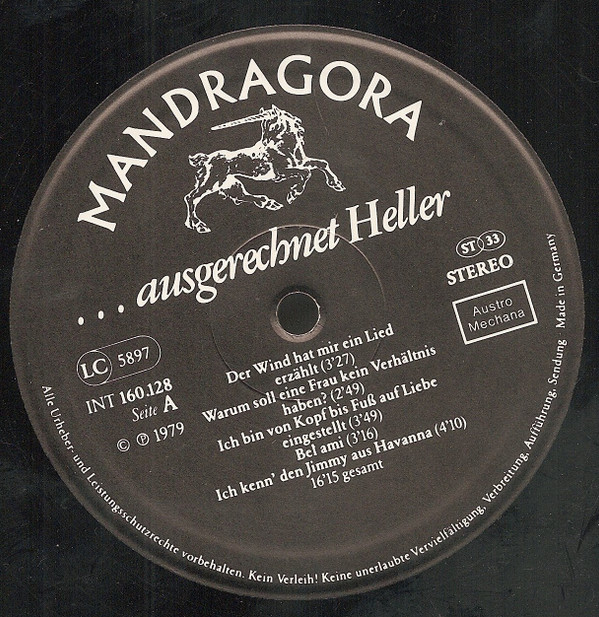 MANDRAGORA
...ausgerechnet Heller
ST 33
STEREO
Austro
Mechana
LC 5897
INT 160.128
Seite A
© ℗ 1979
Der Wind hat mir ein Lied
erzählt (3'27)
Warum soll eine Frau kein Verhältnis
haben? (2'49)
Ich bin von Kopf bis Fuß auf Liebe
eingestellt (3'49)
Bel ami (3'16)
Ich kenn' den Jimmy aus Havanna (4'10)
16'15 gesamt
Alle Urheber- und Leistungsschutzrechte vorbehalten. Kein Verleih! Keine unerlaubte Vervielfältigung, Verbreitung, Aufführung, Sendung Made in Germany